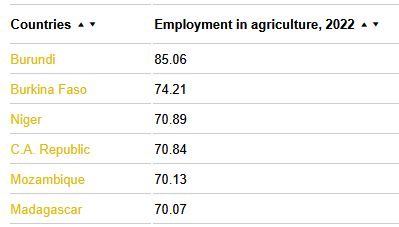 Countries ▲ ▼ Employment in agriculture, 2022 ▲ ▼
Burundi 85.06
Burkina Faso 74.21
Niger 70.89
C.A. Republic 70.84
Mozambique 70.13
Madagascar 70.07